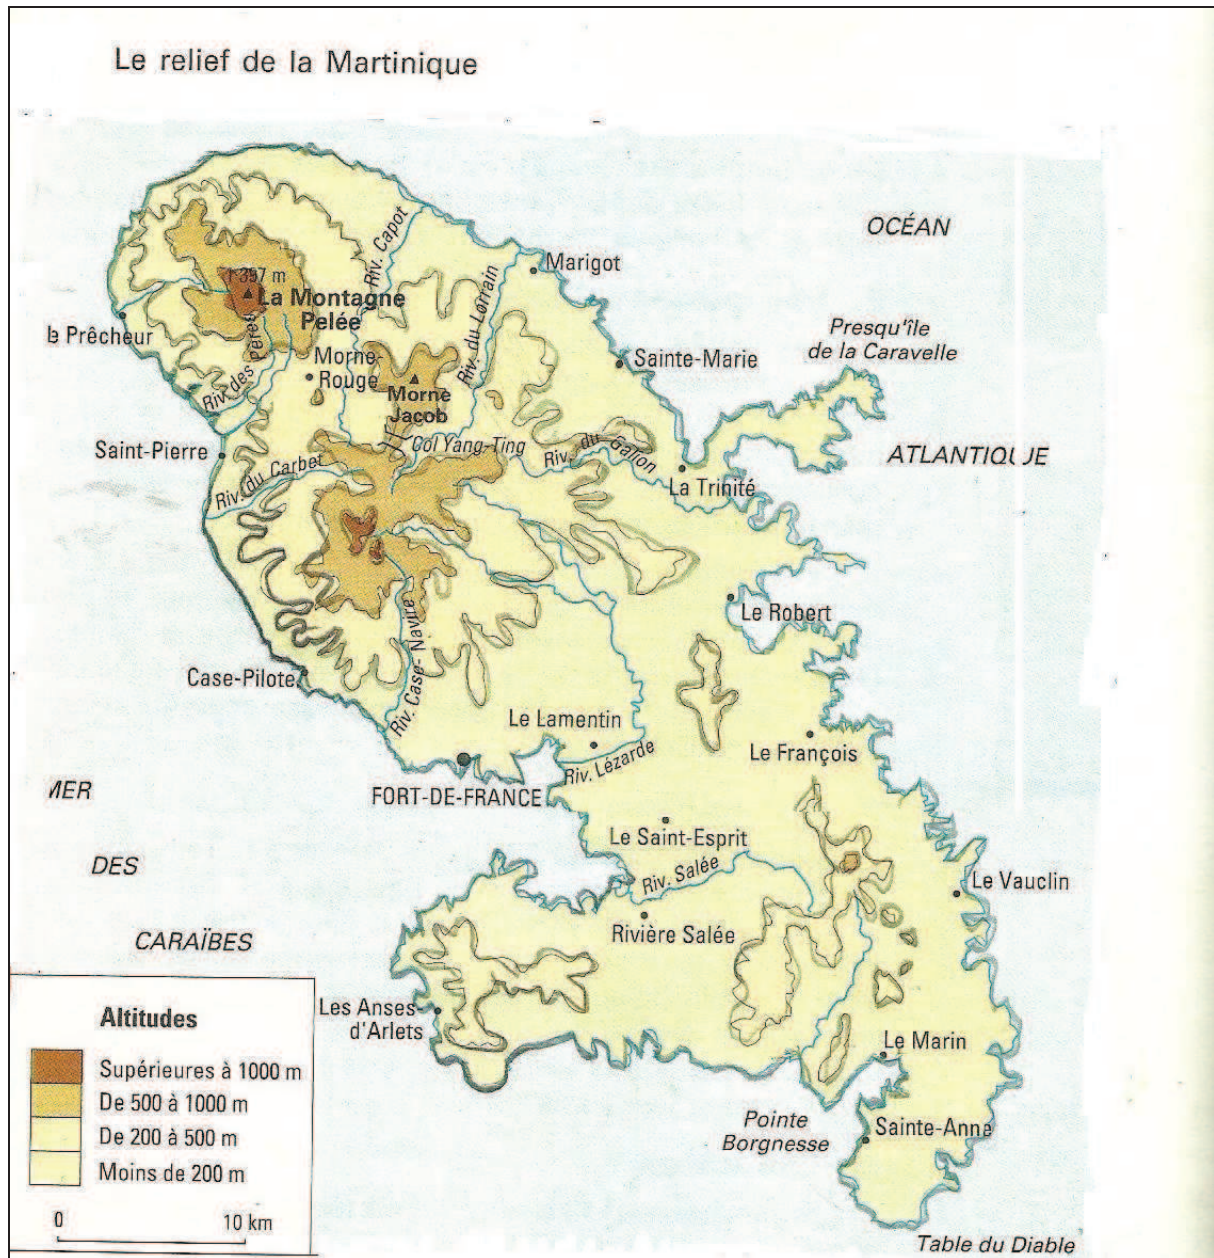 Le relief de la Martinique
OCÉAN
ATLANTIQUE
Presqu'île
de la Caravelle
Riv. Capot
Riv. du Lorrain
Marigot
1 397 m
La Montagne
Pelée
Prêcheur
Riv. des Pères
Morne-
Rouge
Morne
Jacob
Sainte-Marie
Col Yang-Ting
Riv. du Galion
La Trinité
Saint-Pierre
Riv. du Carbet
Le Robert
Case-Pilote
Riv. Case-Navire
Le Lamentin
Riv. Lézarde
Le François
FORT-DE-FRANCE
MER
DES
CARAÏBES
Le Saint-Esprit
Riv. Salée
Rivière Salée
Le Vauclin
Les Anses
d'Arlets
Le Marin
Pointe
Borgnesse
Sainte-Anne
Table du Diable
Altitudes
Supérieures à 1000 m
De 500 à 1000 m
De 200 à 500 m
Moins de 200 m
0
10 km